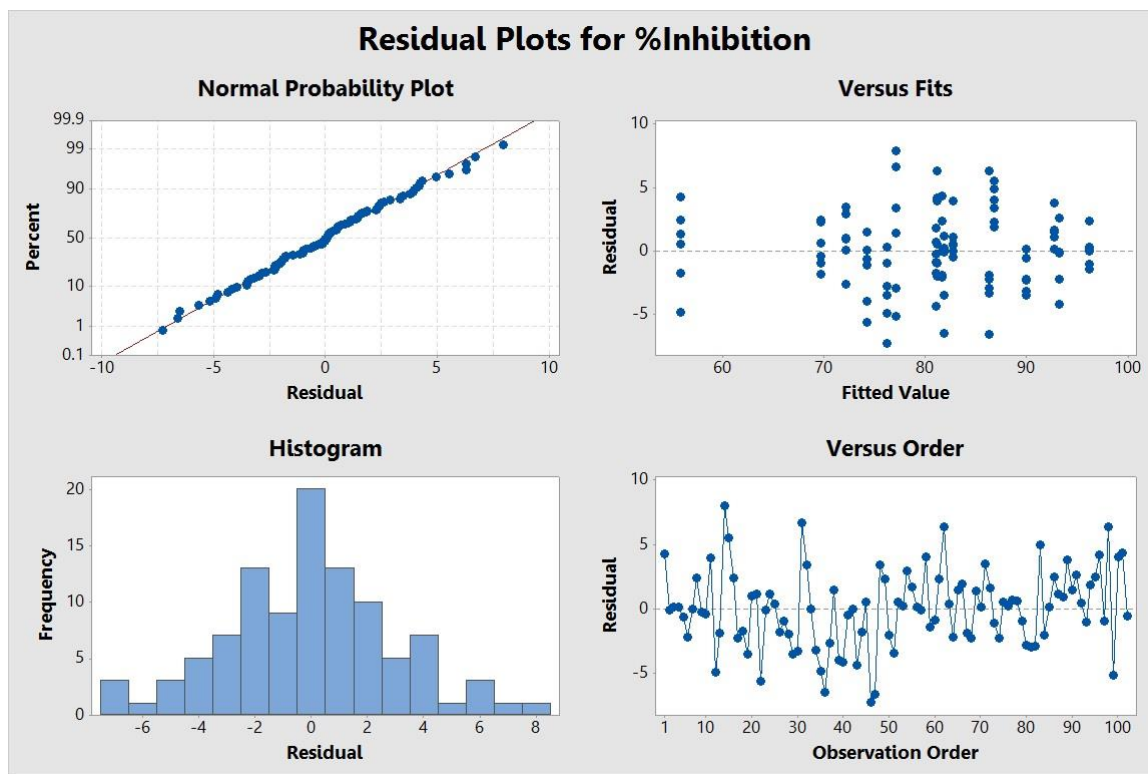 Residual Plots for %Inhibition
Normal Probability Plot
99.9
99
90
50
10
1
0.1
Percent
-10 -5 0 5 10
Residual
Versus Fits
10
5
0
-5
Residual
60 70 80 90 100
Fitted Value
Histogram
20
15
10
5
0
Frequency
-6 -4 -2 0 2 4 6 8
Residual
Versus Order
10
5
0
-5
Residual
1 10 20 30 40 50 60 70 80 90 100
Observation Order